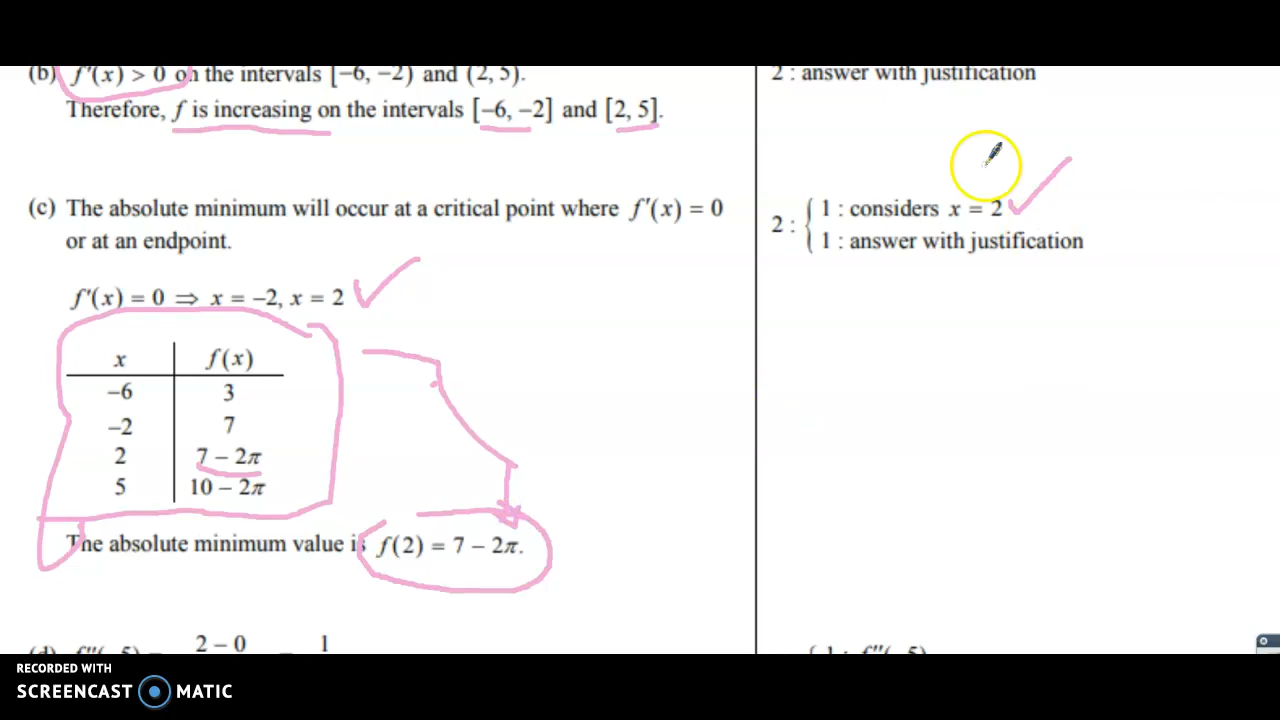 (b) f′(x) > 0 on the intervals [−6, −2) and (2, 5).
Therefore, f is increasing on the intervals [−6, −2] and [2, 5].
2 : answer with justification
(c) The absolute minimum will occur at a critical point where f′(x) = 0
or at an endpoint.
f′(x) = 0 ⇒ x = −2, x = 2
x f(x)
−6 3
−2 7
2 7 − 2π
5 10 − 2π
The absolute minimum value is f(2) = 7 − 2π.
2 : { 1 : considers x = 2
1 : answer with justification
2 − 0 1
RECORDED WITH
SCREENCAST MATIC